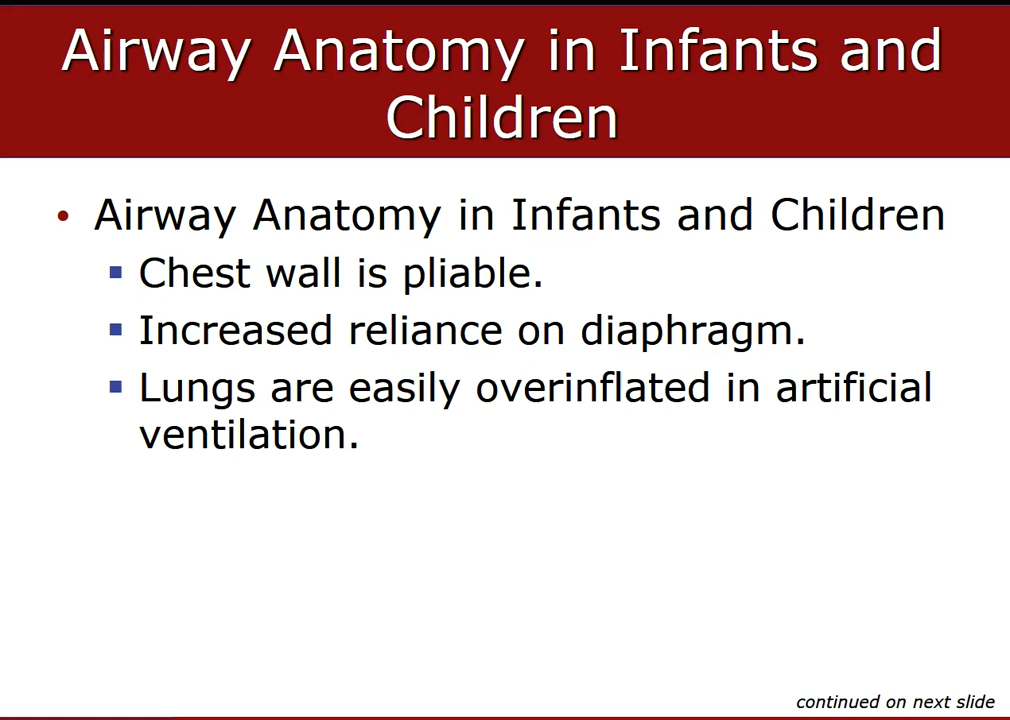 Airway Anatomy in Infants and
Children
• Airway Anatomy in Infants and Children
▪ Chest wall is pliable.
▪ Increased reliance on diaphragm.
▪ Lungs are easily overinflated in artificial
ventilation.
continued on next slide